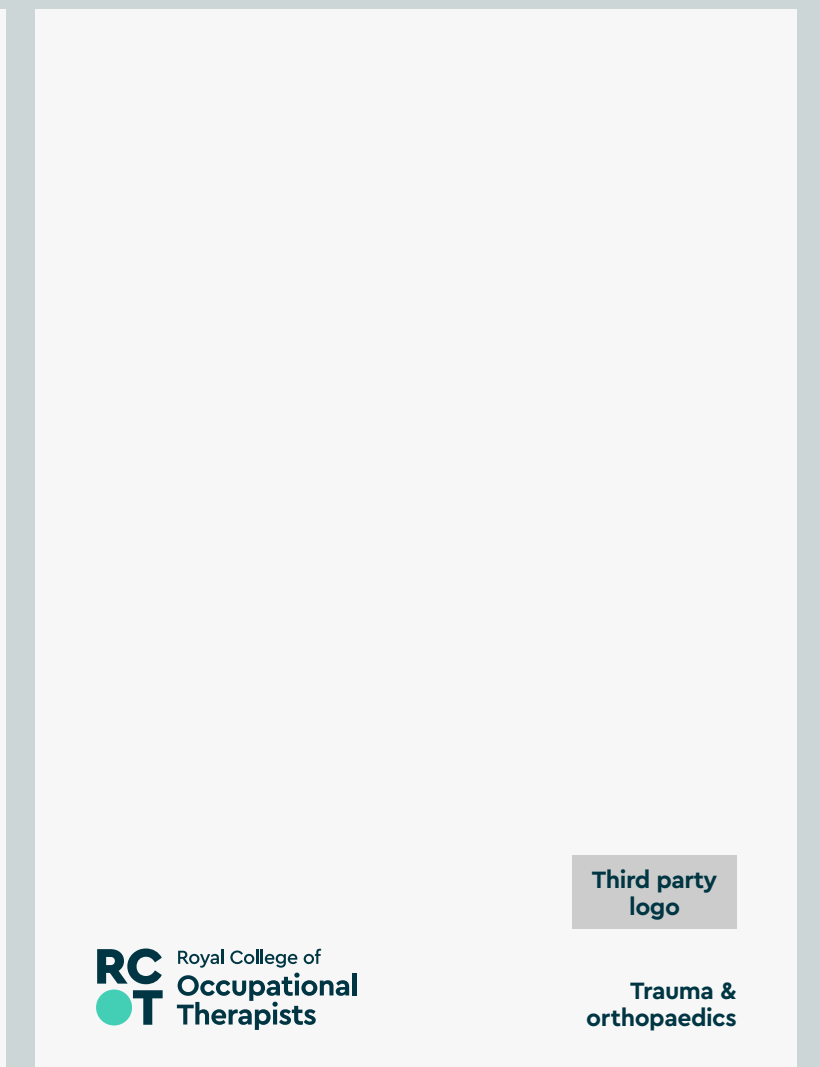 Third party
logo
RC
T
Royal College of
Occupational
Therapists
Trauma &
orthopaedics